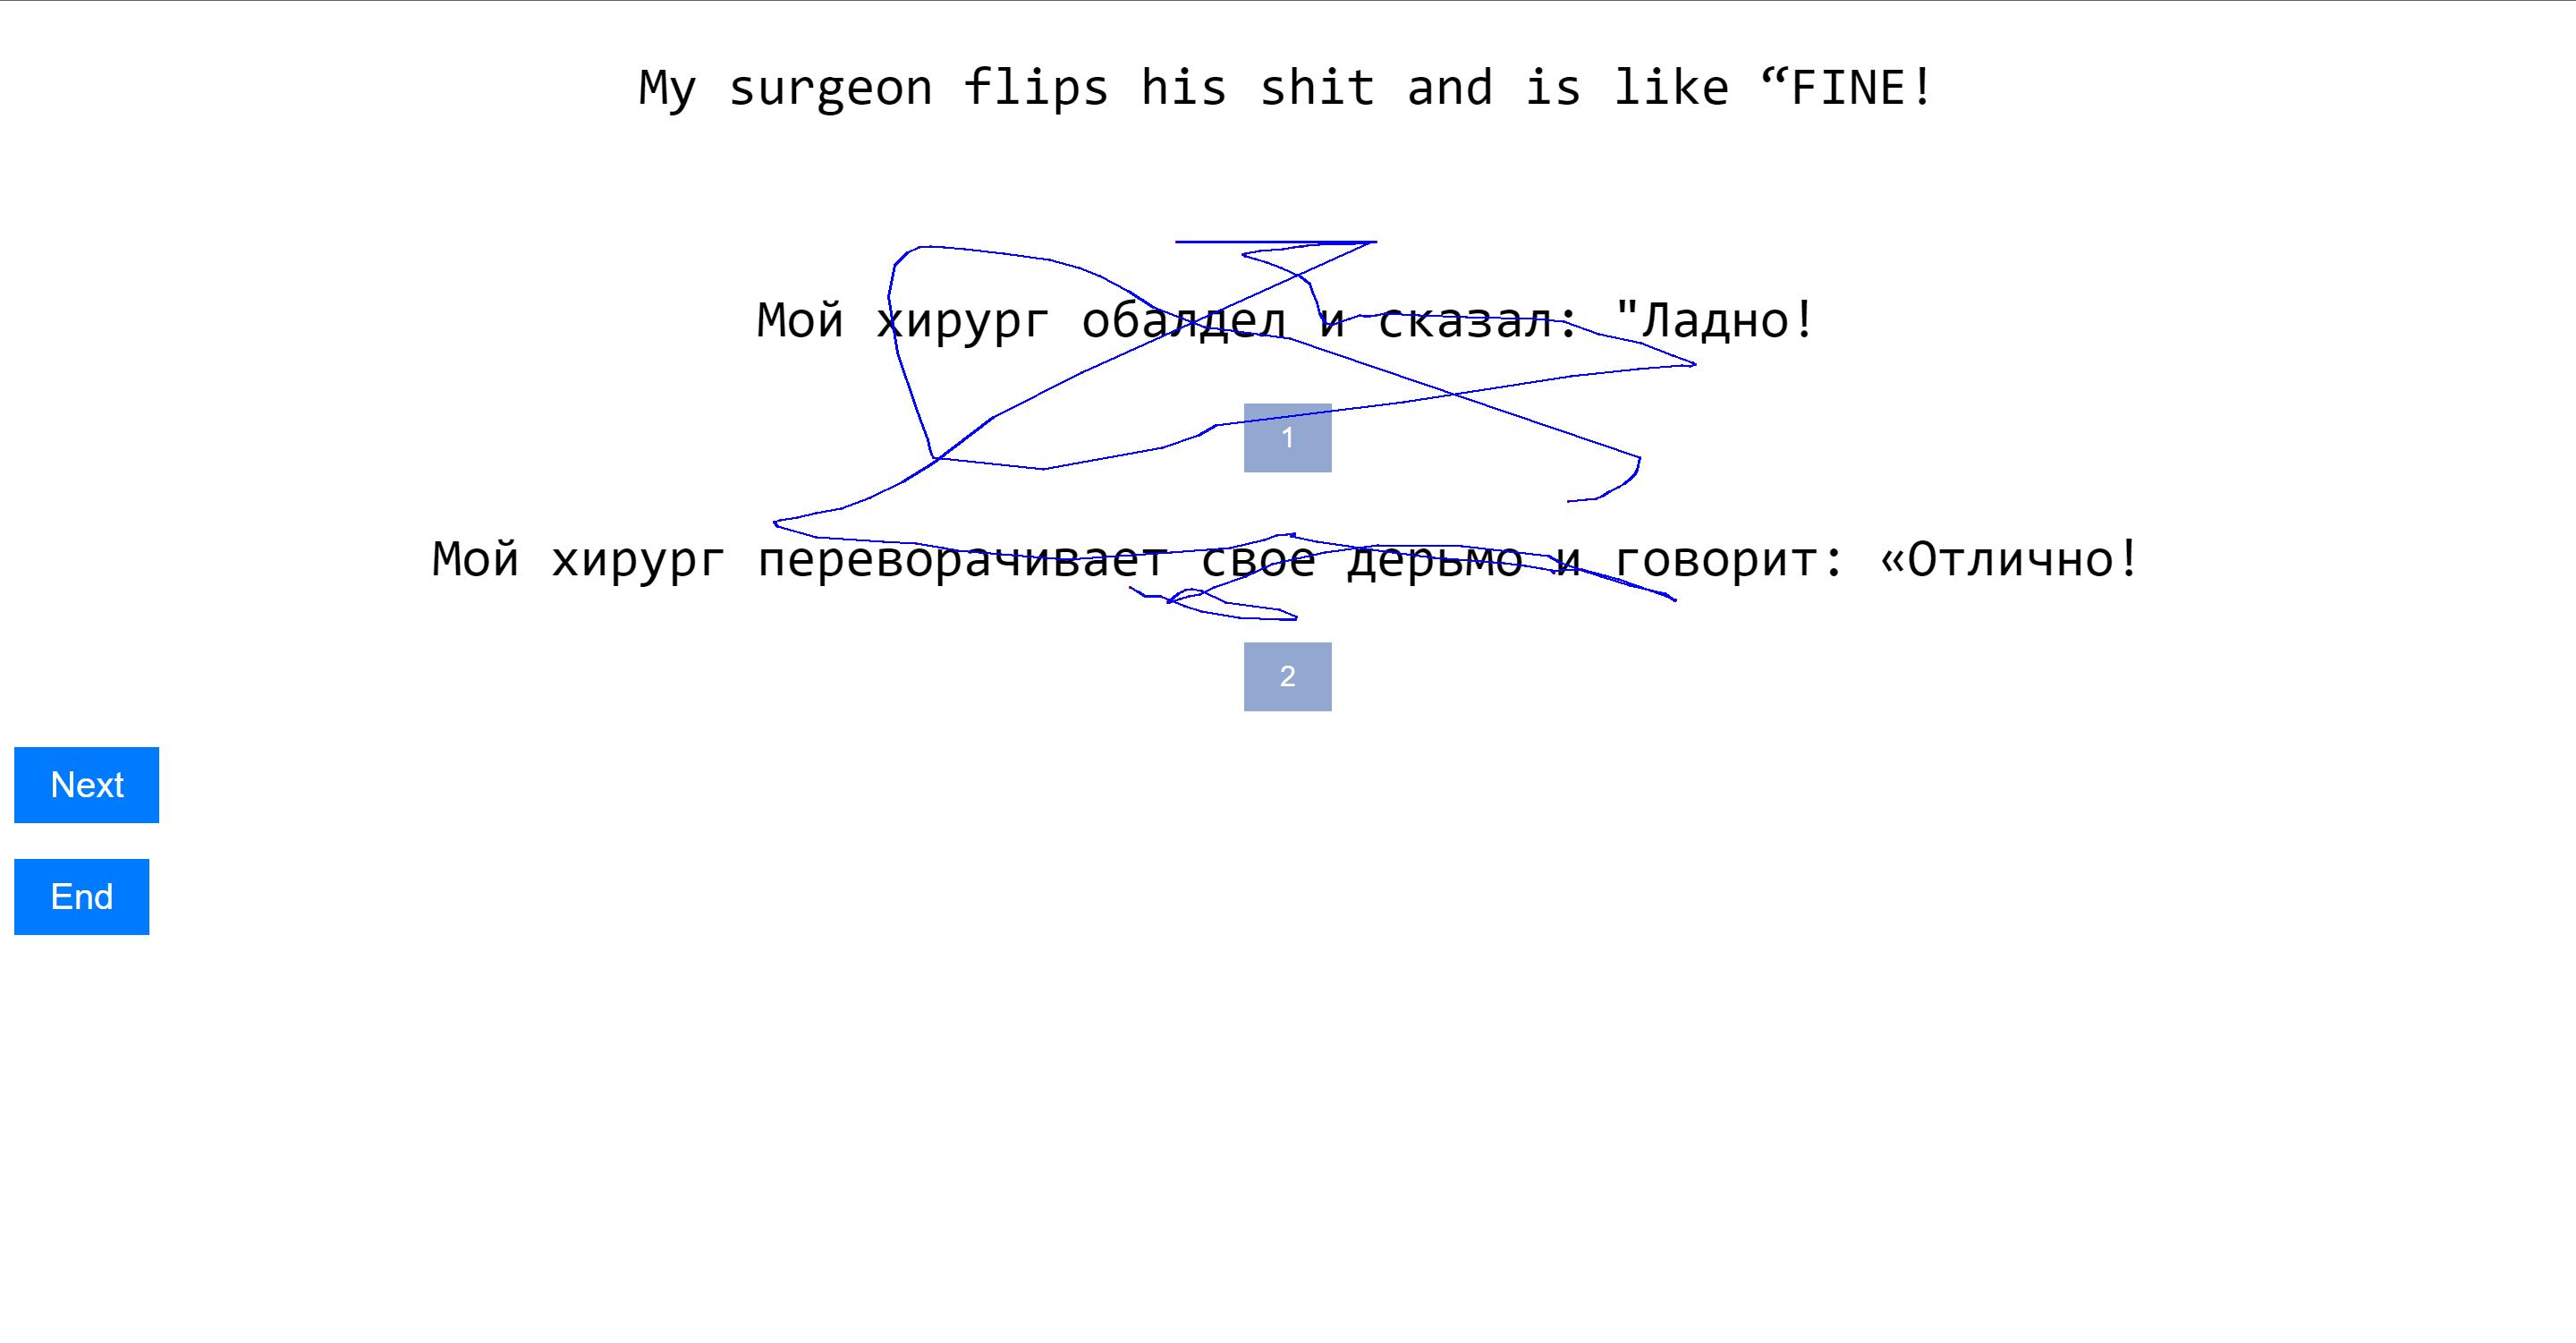 My surgeon flips his shit and is like “FINE!
Мой хирург обалдел и сказал: "Ладно!
1
Мой хирург переворачивает свое дерьмо и говорит: «Отлично!
2
Next
End